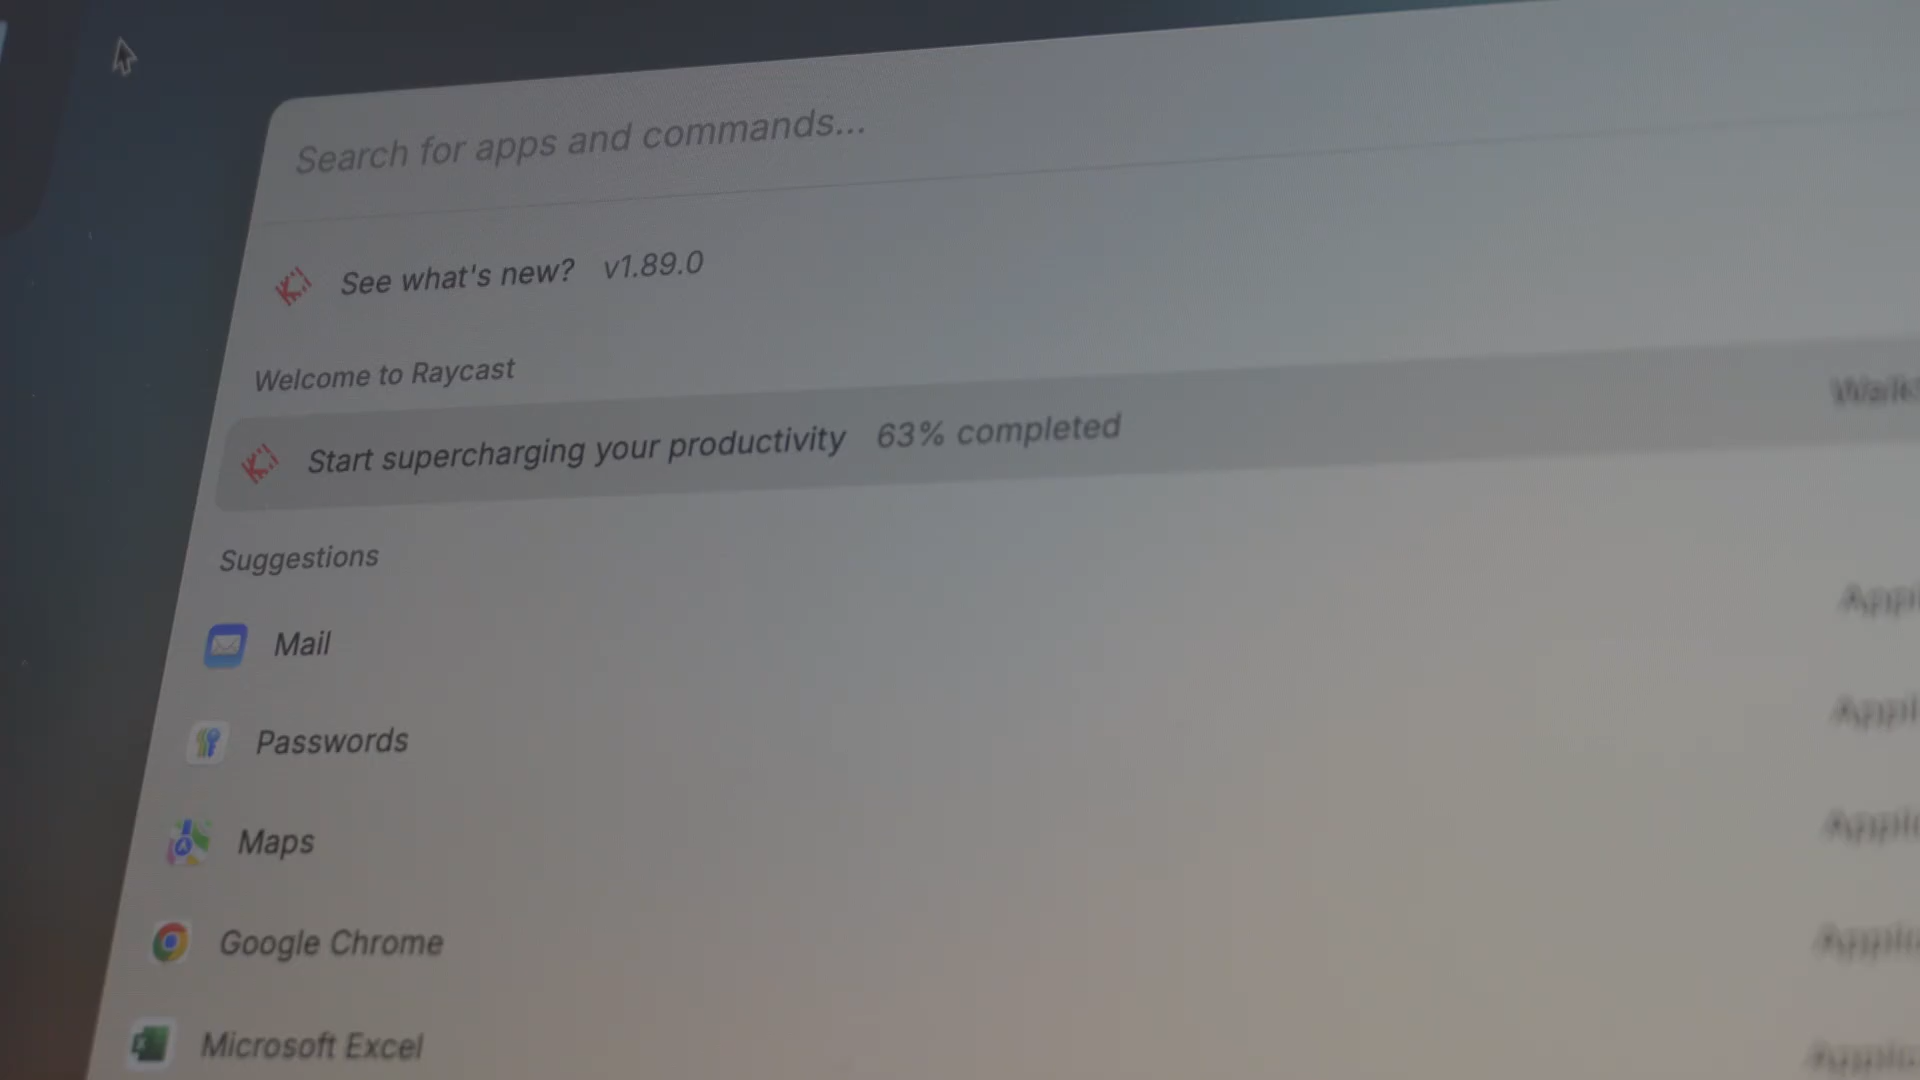 Search for apps and commands...
See what's new? v1.89.0
Welcome to Raycast
Start supercharging your productivity 63% completed
Suggestions
Mail
Passwords
Maps
Google Chrome
Microsoft Excel